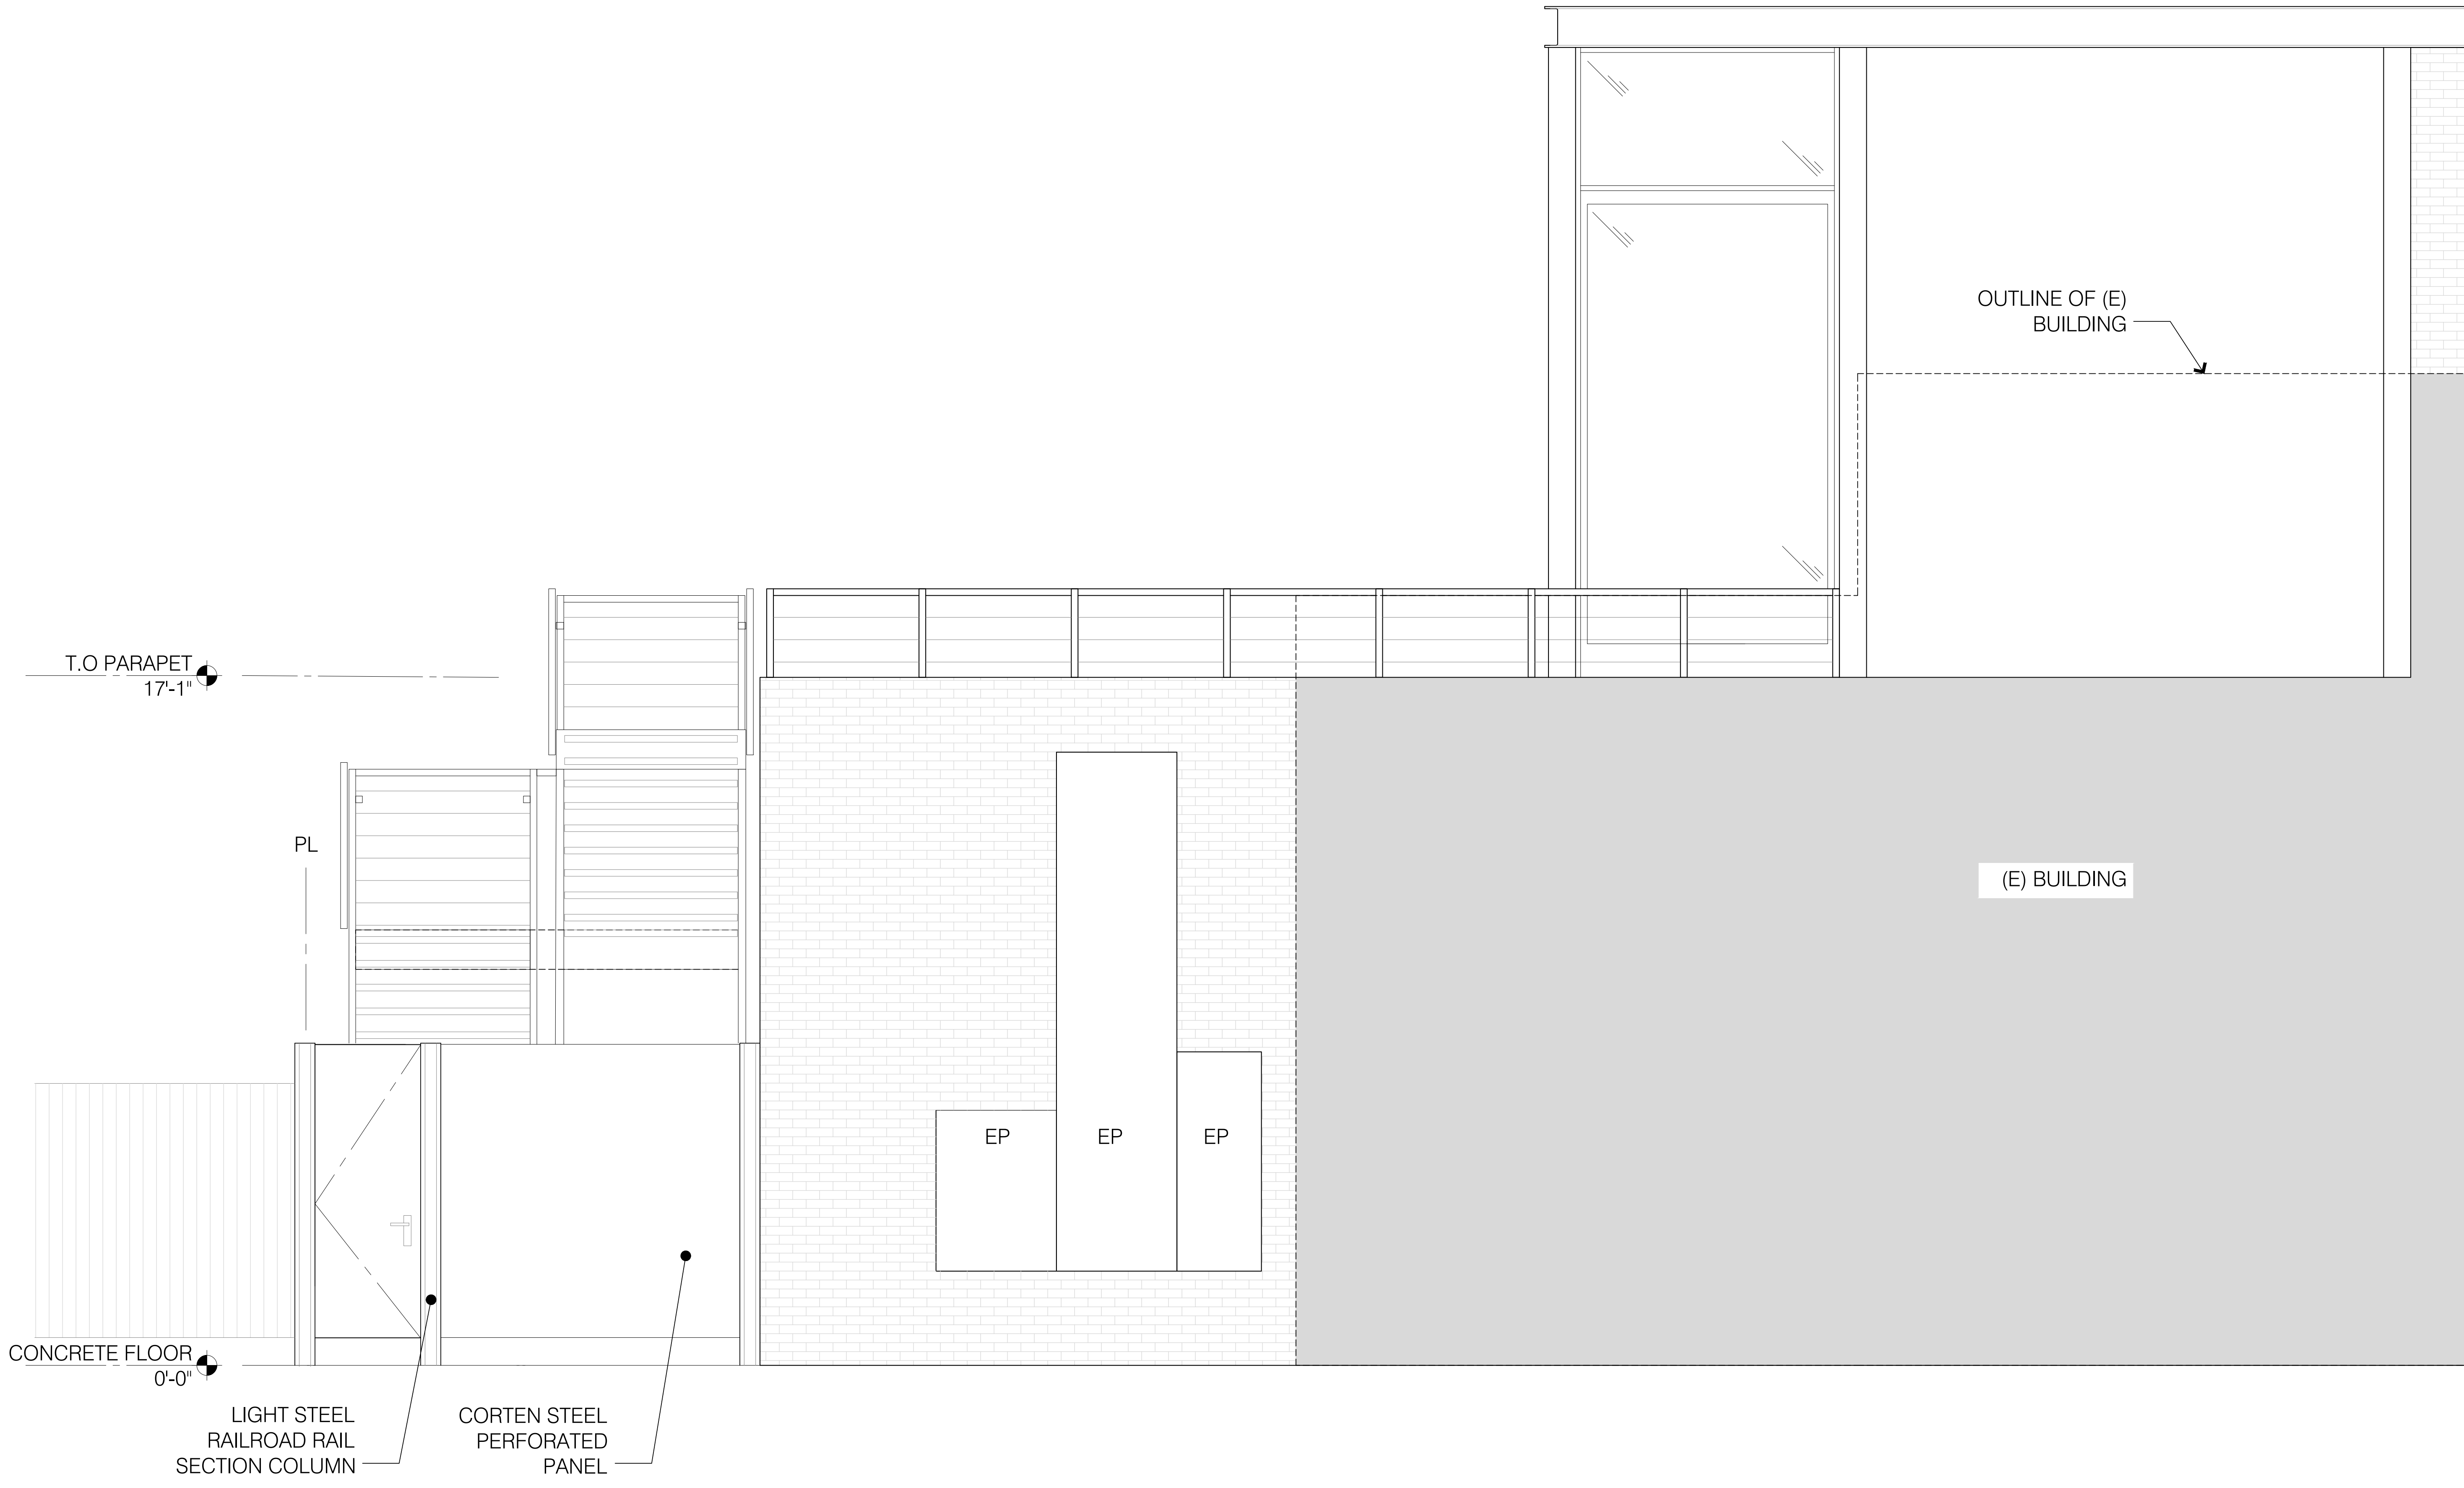 OUTLINE OF (E)
BUILDING
T.O PARAPET
17'-1"
PL
(E) BUILDING
EP
EP
EP
CONCRETE FLOOR
0'-0"
LIGHT STEEL
RAILROAD RAIL
SECTION COLUMN
CORTEN STEEL
PERFORATED
PANEL